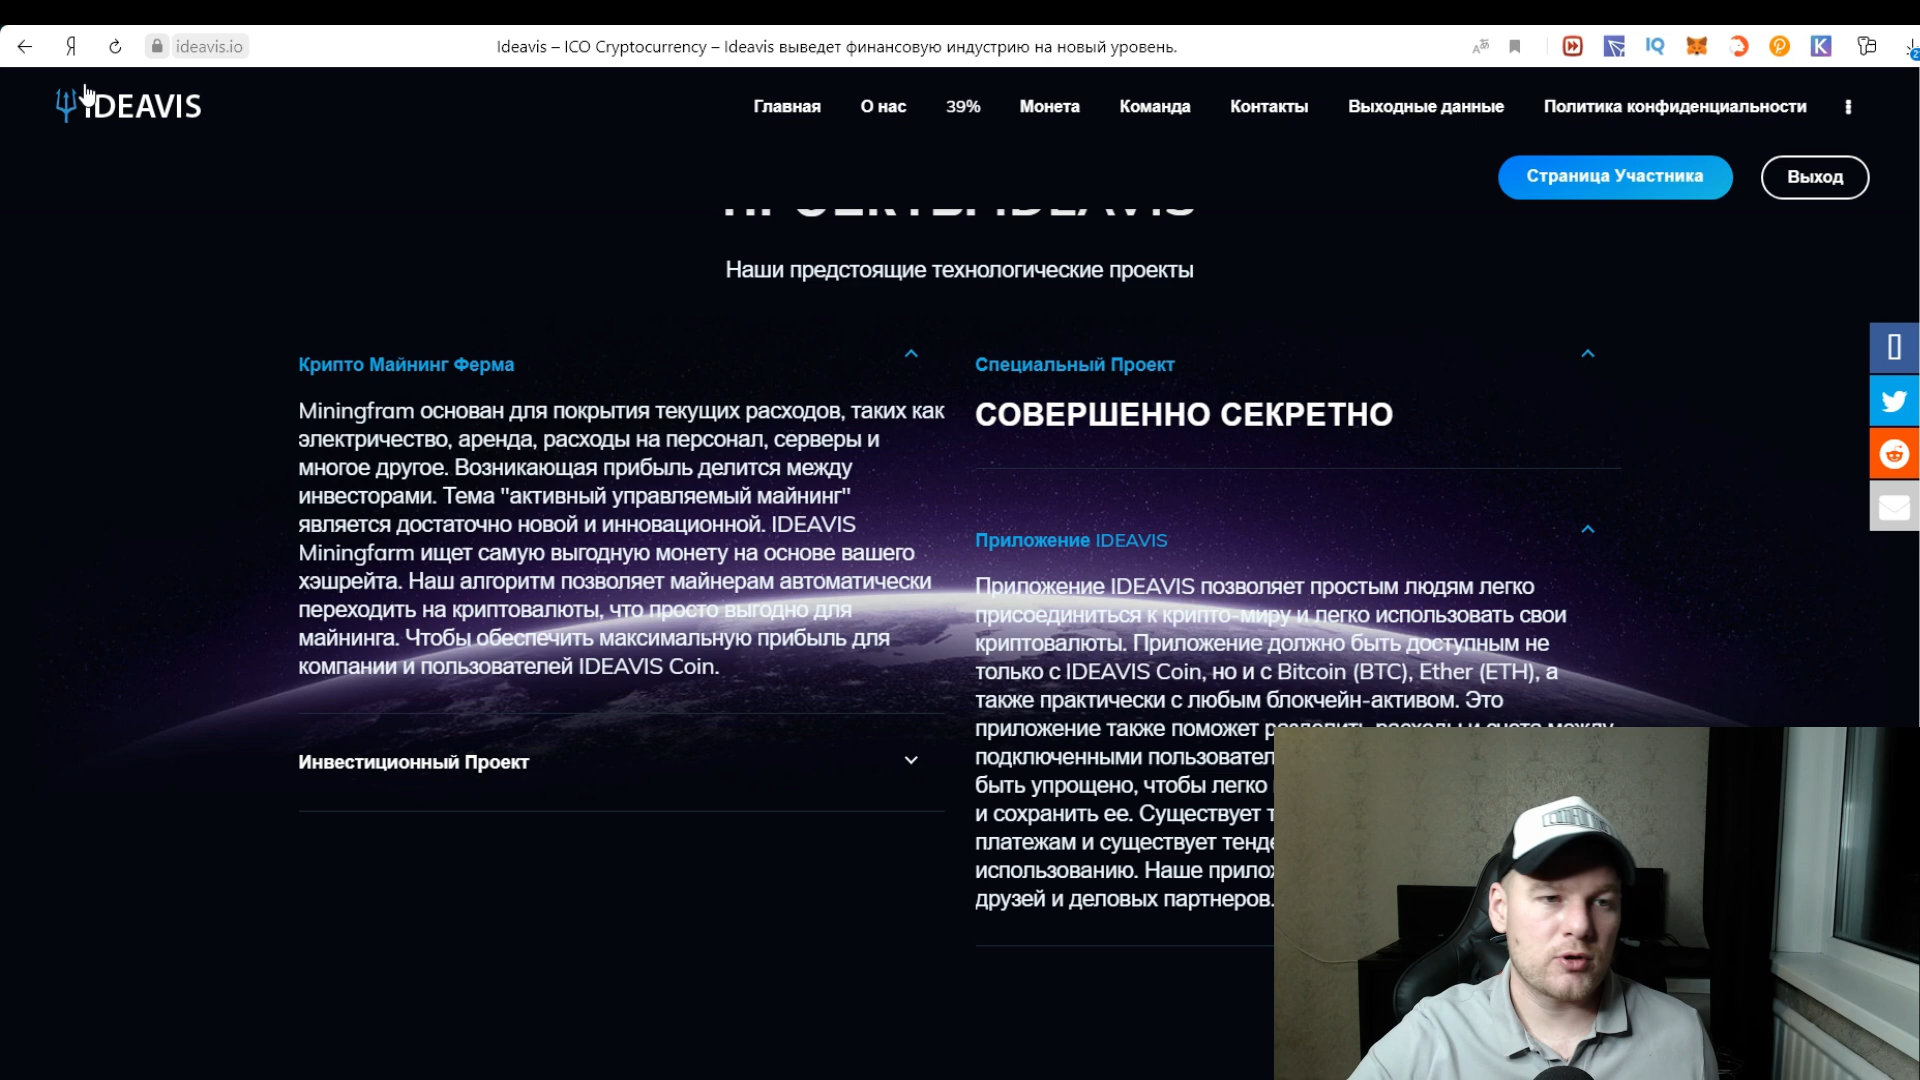 ideavis.io
Ideavis – ICO Cryptocurrency – Ideavis выведет финансовую индустрию на новый уровень.
IDEAVIS
Главная
О нас
39%
Монета
Команда
Контакты
Выходные данные
Политика конфиденциальности
Страница Участника
Выход
ПРОЕКТЫ IDEAVIS
Наши предстоящие технологические проекты
Крипто Майнинг Ферма
Miningfram основан для покрытия текущих расходов, таких как
электричество, аренда, расходы на персонал, серверы и
многое другое. Возникающая прибыль делится между
инвесторами. Тема "активный управляемый майнинг"
является достаточно новой и инновационной. IDEAVIS
Miningfarm ищет самую выгодную монету на основе вашего
хэшрейта. Наш алгоритм позволяет майнерам автоматически
переходить на криптовалюты, что просто выгодно для
майнинга. Чтобы обеспечить максимальную прибыль для
компании и пользователей IDEAVIS Coin.
Инвестиционный Проект
Специальный Проект
СОВЕРШЕННО СЕКРЕТНО
Приложение IDEAVIS
Приложение IDEAVIS позволяет простым людям легко
присоединиться к крипто-миру и легко использовать свои
криптовалюты. Приложение должно быть доступным не
только с IDEAVIS Coin, но и с Bitcoin (BTC), Ether (ETH), а
также практически с любым блокчейн-активом. Это
приложение также поможет разделить расходы и счета между
подключенными пользовател
быть упрощено, чтобы легко
и сохранить ее. Существует т
платежам и существует тенде
использованию. Наше прилож
друзей и деловых партнеров.